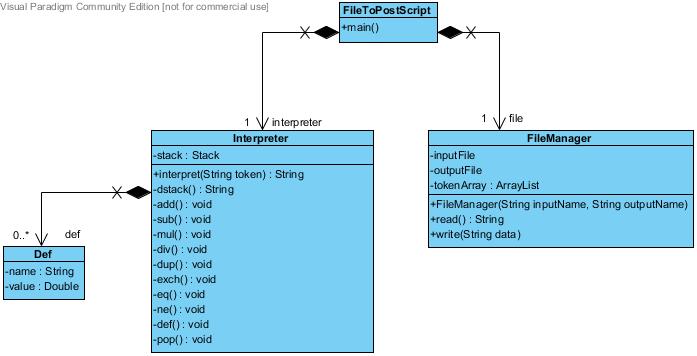 Visual Paradigm Community Edition [not for commercial use]
FileToPostScript
+main()
1
interpreter
1
file
Interpreter
-stack : Stack
+interpret(String token) : String
-dstack() : String
-add() : void
-sub() : void
-mul() : void
-div() : void
-dup() : void
-exch() : void
-eq() : void
-ne() : void
-def() : void
-pop() : void
FileManager
-inputFile
-outputFile
-tokenArray : ArrayList
+FileManager(String inputName, String outputName)
+read() : String
+write(String data)
0..*
def
Def
-name : String
-value : Double